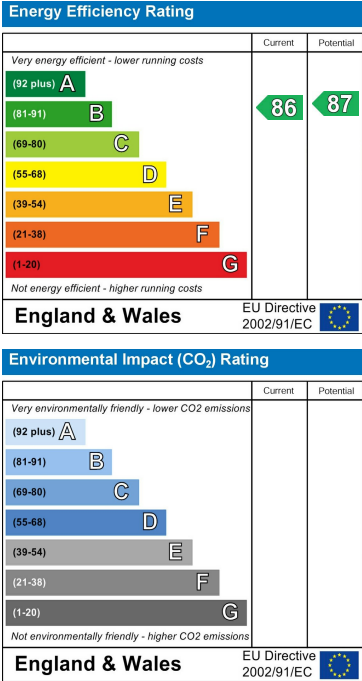 Energy Efficiency Rating
Current Potential
Very energy efficient - lower running costs
(92 plus) A
(81-91) B
86 87
(69-80) C
(55-68) D
(39-54) E
(21-38) F
(1-20) G
Not energy efficient - higher running costs
England & Wales
EU Directive
2002/91/EC
Environmental Impact (CO₂) Rating
Current Potential
Very environmentally friendly - lower CO2 emissions
(92 plus) A
(81-91) B
(69-80) C
(55-68) D
(39-54) E
(21-38) F
(1-20) G
Not environmentally friendly - higher CO2 emissions
England & Wales
EU Directive
2002/91/EC